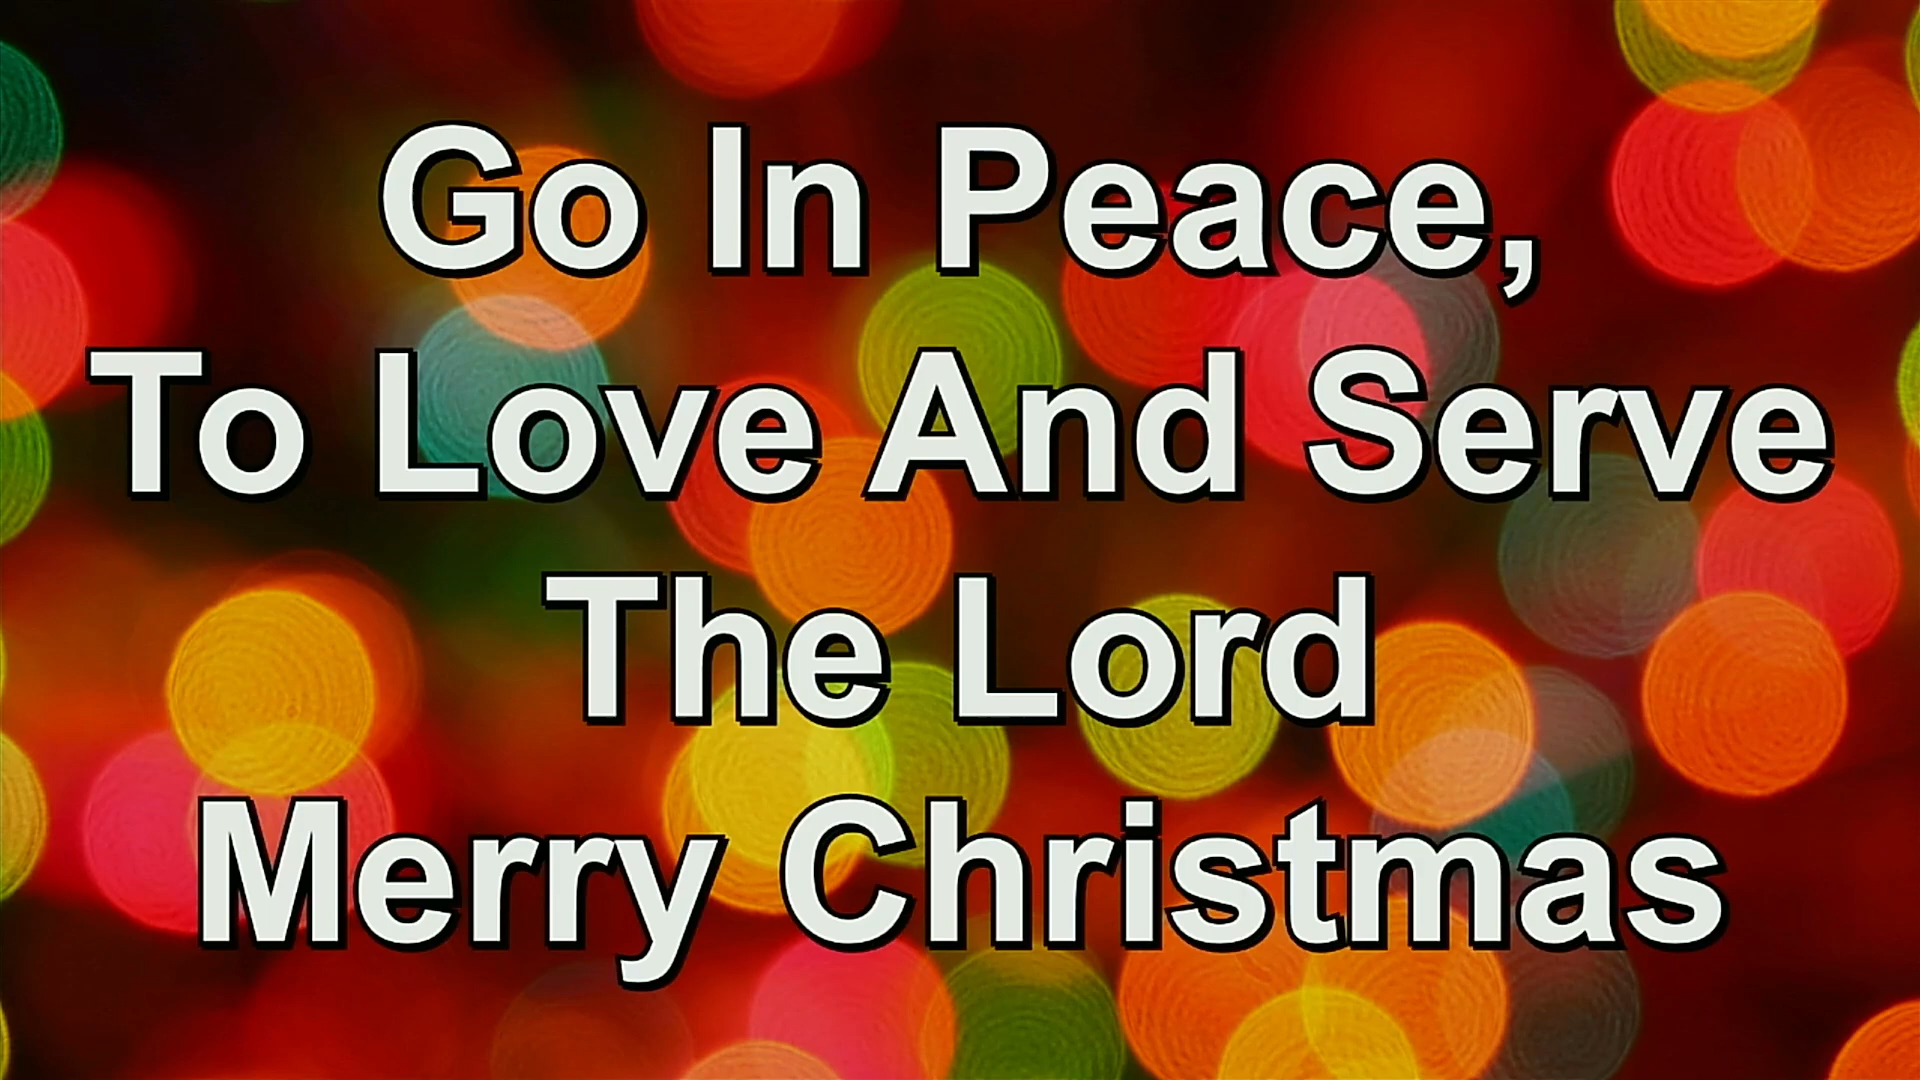 Go In Peace,
To Love And Serve
The Lord
Merry Christmas